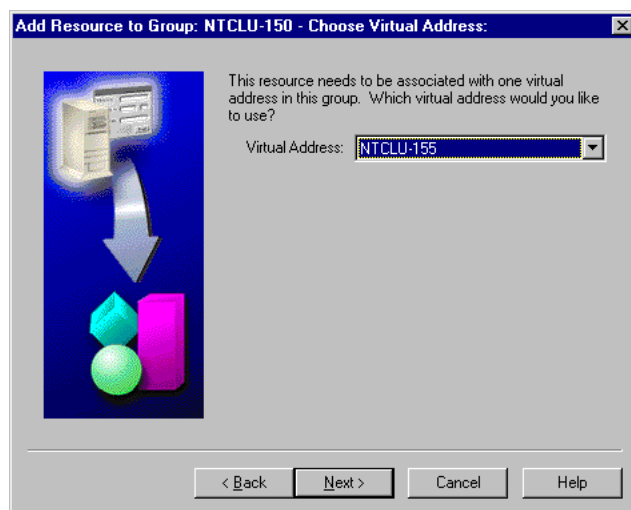 Add Resource to Group: NTCLU-150 - Choose Virtual Address:
This resource needs to be associated with one virtual
address in this group. Which virtual address would you like
to use?
Virtual Address: NTCLU-155
< Back Next > Cancel Help